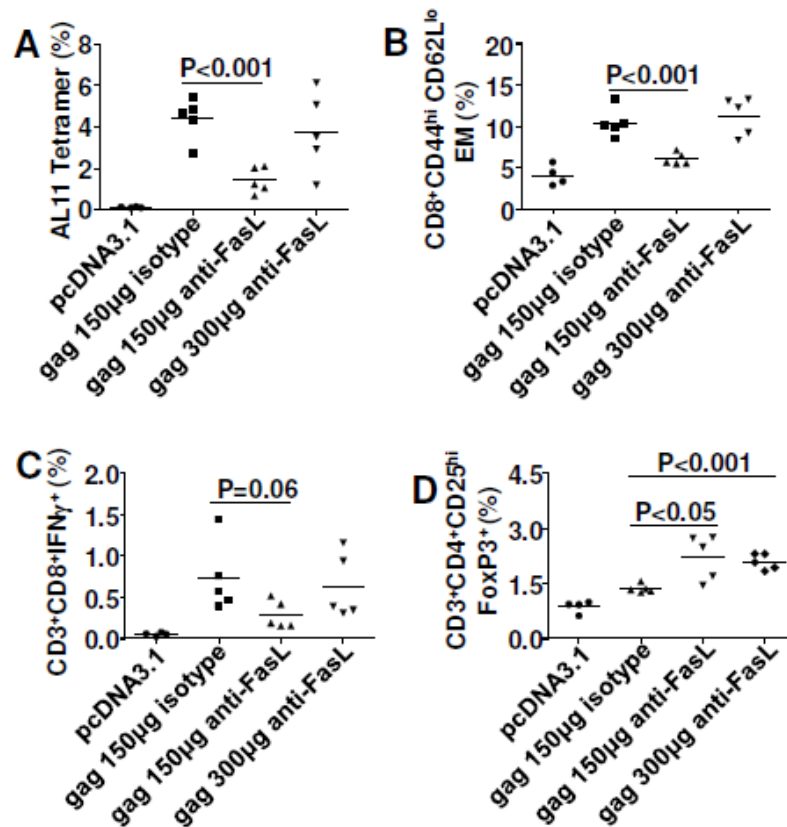 A
AL11 Tetramer (%)
8
6
4
2
0
P<0.001
pcDNA3.1
gag 150µg isotype
gag 150µg anti-FasL
gag 300µg anti-FasL
B
CD8+CD44hi CD62Llo
EM (%)
20
15
10
5
0
P<0.001
pcDNA3.1
gag 150µg isotype
gag 150µg anti-FasL
gag 300µg anti-FasL
C
CD3+CD8+IFNγ+ (%)
2.0
1.5
1.0
0.5
0.0
P=0.06
pcDNA3.1
gag 150µg isotype
gag 150µg anti-FasL
gag 300µg anti-FasL
D
CD3+CD4+CD25hi
FoxP3+ (%)
4.5
3.0
1.5
0.0
P<0.001
P<0.05
pcDNA3.1
gag 150µg isotype
gag 150µg anti-FasL
gag 300µg anti-FasL